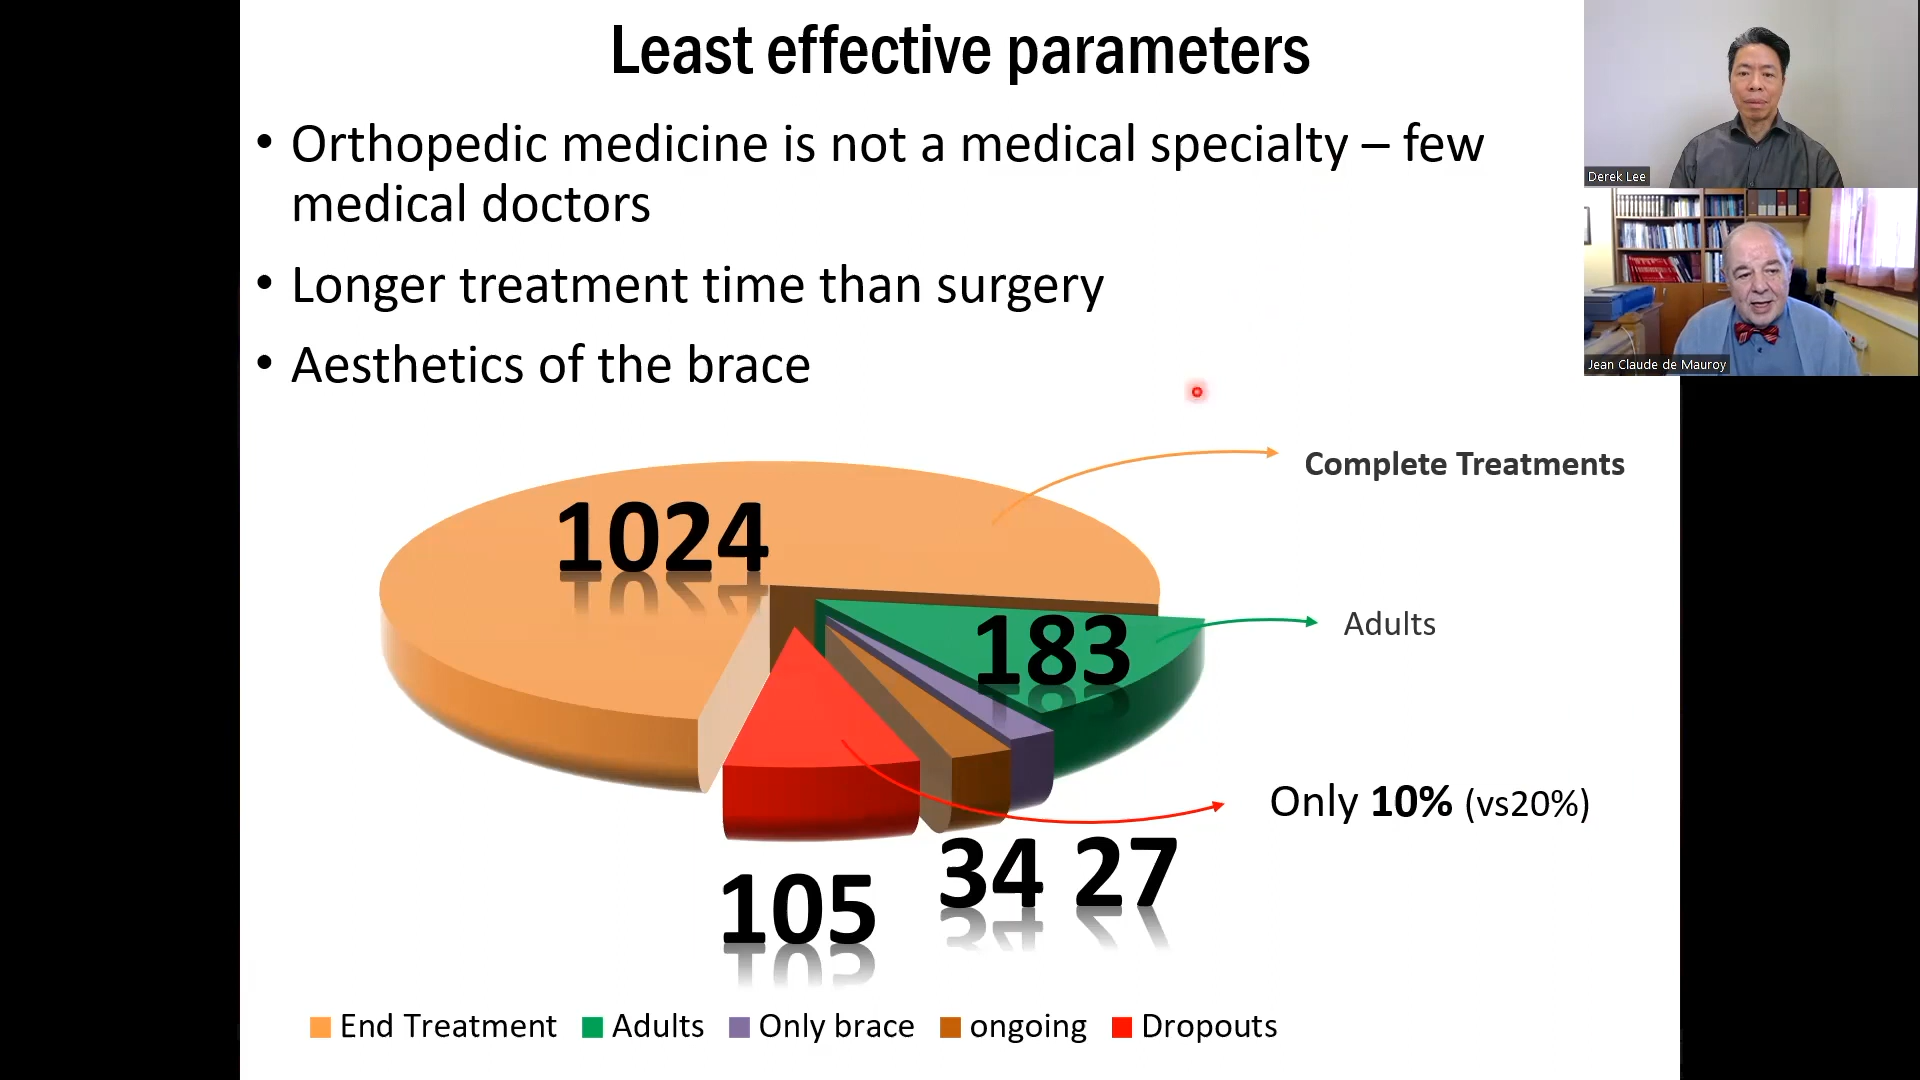 Least effective parameters
• Orthopedic medicine is not a medical specialty – few
medical doctors
• Longer treatment time than surgery
• Aesthetics of the brace
Derek Lee
Jean Claude de Mauroy
Complete Treatments
1024
183
Adults
Only 10% (vs20%)
34 27
105
End Treatment Adults Only brace ongoing Dropouts